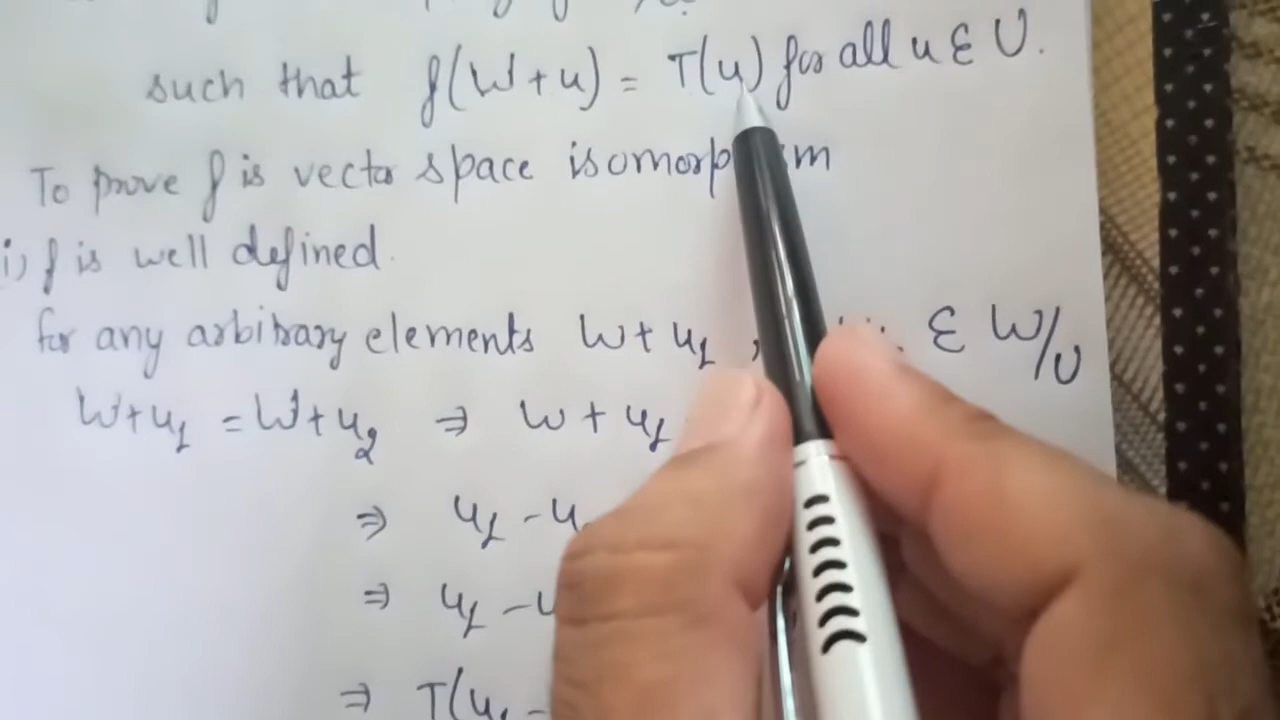 such that f(W+u) = T(u) for all u ε U.
To prove f is vector space isomorp m
i) f is well defined.
for any arbitrary elements W+u₁, ε W/U
W+u₁ = W+u₂ ⇒ W+u₁
⇒ u₁ - u
⇒ u₁ - u
⇒ T(u₁ -